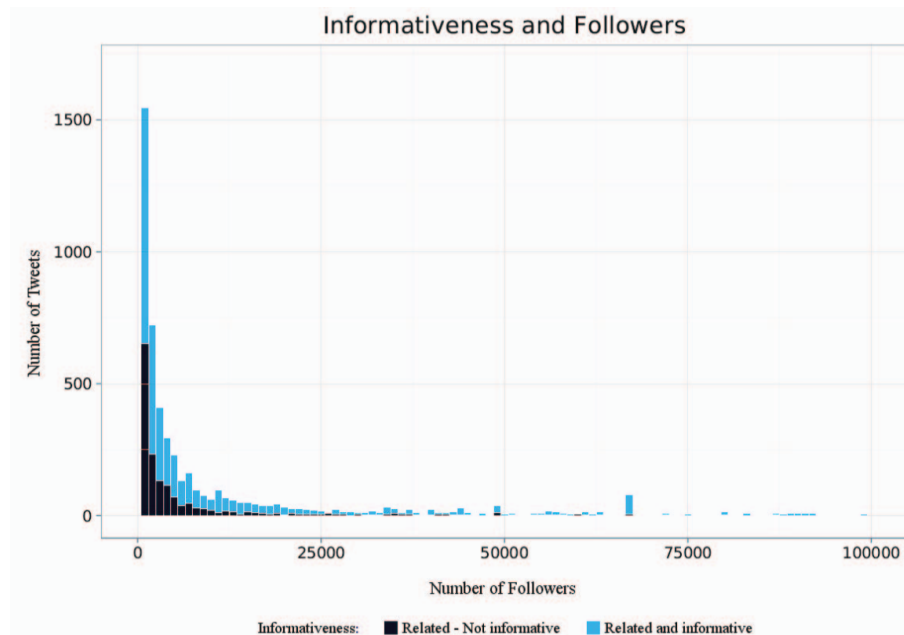 Informativeness and Followers
1500
1000
500
0
Number of Tweets
0 25000 50000 75000 100000
Number of Followers
Informativeness: Related - Not informative Related and informative